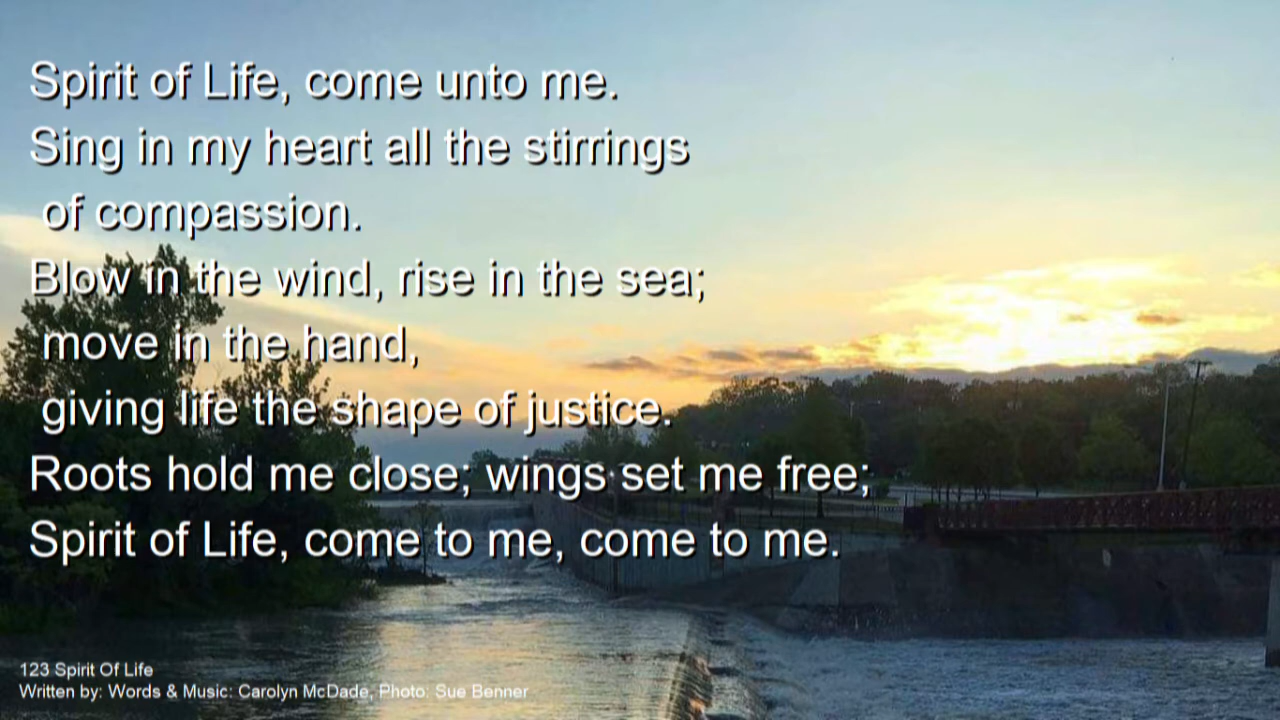 Spirit of Life, come unto me.
Sing in my heart all the stirrings
of compassion.
Blow in the wind, rise in the sea;
move in the hand,
giving life the shape of justice.
Roots hold me close; wings set me free;
Spirit of Life, come to me, come to me.
123 Spirit Of Life
Written by: Words & Music: Carolyn McDade, Photo: Sue Benner